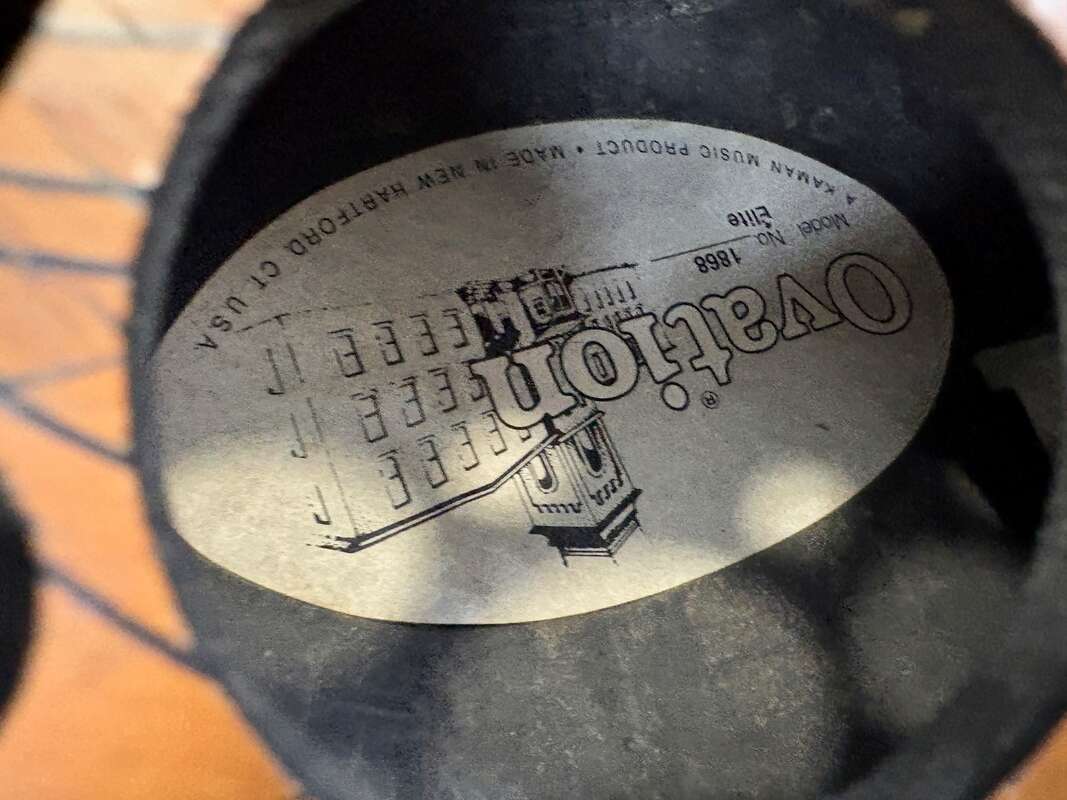 Ovation®
Model No. 1868
Elite
A KAMAN MUSIC PRODUCT • MADE IN NEW HARTFORD, CT USA